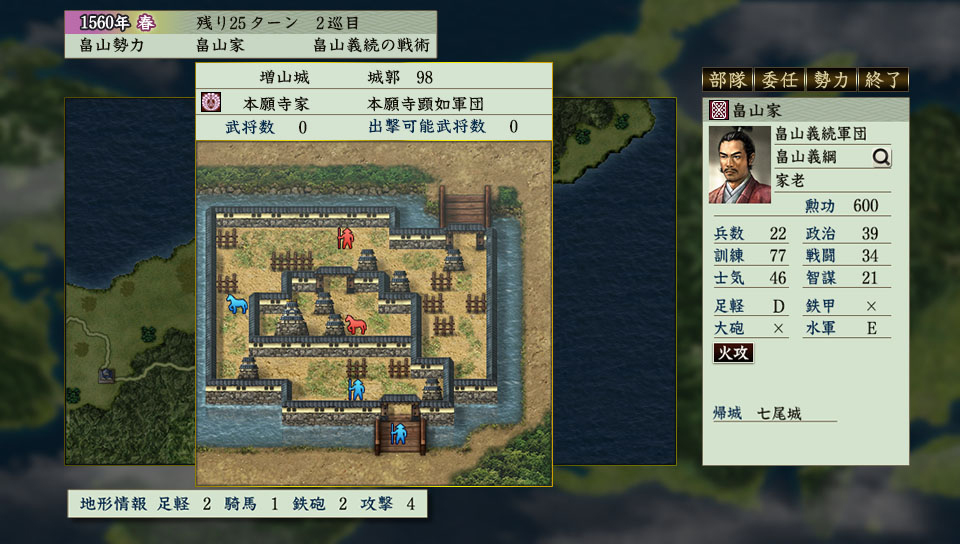 1560年 春 残り25ターン 2巡目
畠山勢力 畠山家 畠山義続の戦術
増山城 城郭 98
本願寺家 本願寺顕如軍団
武将数 0 出撃可能武将数 0
部隊 委任 勢力 終了
畠山家
畠山義続軍団
畠山義綱
家老
勲功 600
兵数 22 政治 39
訓練 77 戦闘 34
士気 46 智謀 21
足軽 D 鉄甲 ×
大砲 × 水軍 E
火攻
帰城 七尾城
地形情報 足軽 2 騎馬 1 鉄砲 2 攻撃 4